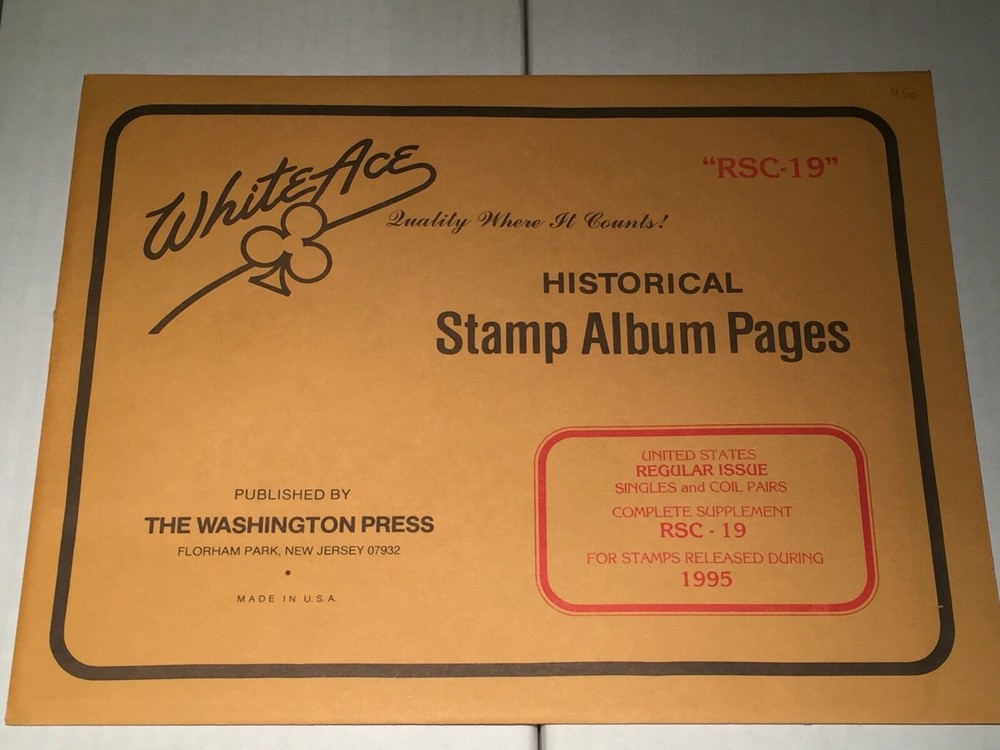 White Ace
"RSC-19"
Quality Where It Counts!
HISTORICAL
Stamp Album Pages
UNITED STATES
REGULAR ISSUE
SINGLES and COIL PAIRS
COMPLETE SUPPLEMENT
RSC - 19
FOR STAMPS RELEASED DURING
1995
PUBLISHED BY
THE WASHINGTON PRESS
FLORHAM PARK, NEW JERSEY 07932
•
MADE IN U.S.A.